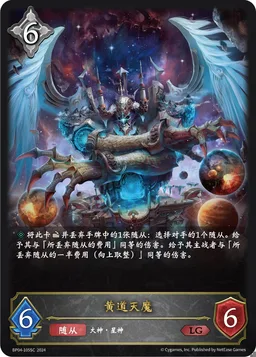 6
* 将此卡 并丢弃手牌中的1张随从：选择对手的1个随从。给
予其与「所丢弃随从的费用」同等的伤害。给予其主战者与「所
丢弃随从的一半费用（向上取整）」同等的伤害。
BP04-105SC 2024
© Cygames, Inc. Published by NetEase Games
黄道天魔
6
随从
大神·星神
LG
6